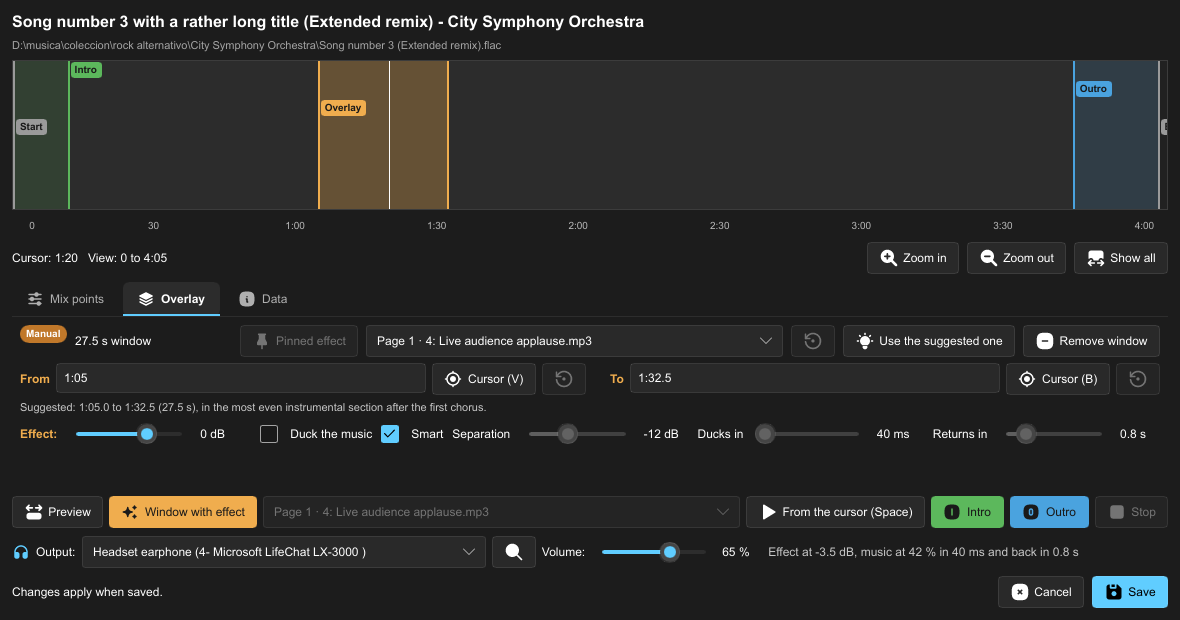 Song number 3 with a rather long title (Extended remix) - City Symphony Orchestra
D:\musica\coleccion\rock alternativo\City Symphony Orchestra\Song number 3 (Extended remix).flac
Intro
Outro
Overlay
Start
0 30 1:00 1:30 2:00 2:30 3:00 3:30 4:00
Cursor: 1:20 View: 0 to 4:05 Zoom in Zoom out Show all
Mix points Overlay Data
Manual 27.5 s window Pinned effect Page 1 · 4: Live audience applause.mp3 Use the suggested one Remove window
From 1:05 Cursor (V) To 1:32.5 Cursor (B)
Suggested: 1:05.0 to 1:32.5 (27.5 s), in the most even instrumental section after the first chorus.
Effect: 0 dB Duck the music Smart Separation -12 dB Ducks in 40 ms Returns in 0.8 s
Preview Window with effect Page 1 · 4: Live audience applause.mp3 From the cursor (Space) I Intro O Outro Stop
Output: Headset earphone (4- Microsoft LifeChat LX-3000 ) Volume: 65 % Effect at -3.5 dB, music at 42 % in 40 ms and back in 0.8 s
Changes apply when saved. Cancel Save